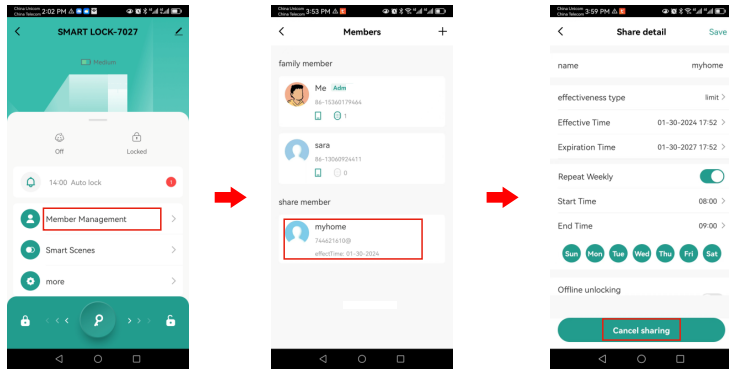 China Unicom
China Telecom 2:02 PM
SMART LOCK-7027
Medium
Off
Locked
14:00 Auto lock
1
Member Management
Smart Scenes
more
China Unicom
China Telecom 3:53 PM
Members
family member
Me Adm
86-15360179464
1
sara
86-13060924411
0
share member
myhome
744621610@
effectTime: 01-30-2024
China Unicom
China Telecom 3:59 PM
Share detail
Save
name
myhome
effectiveness type
limit
Effective Time
01-30-2024 17:52
Expiration Time
01-30-2027 17:52
Repeat Weekly
Start Time
08:00
End Time
09:00
Sun Mon Tue Wed Thu Fri Sat
Offline unlocking
Cancel sharing